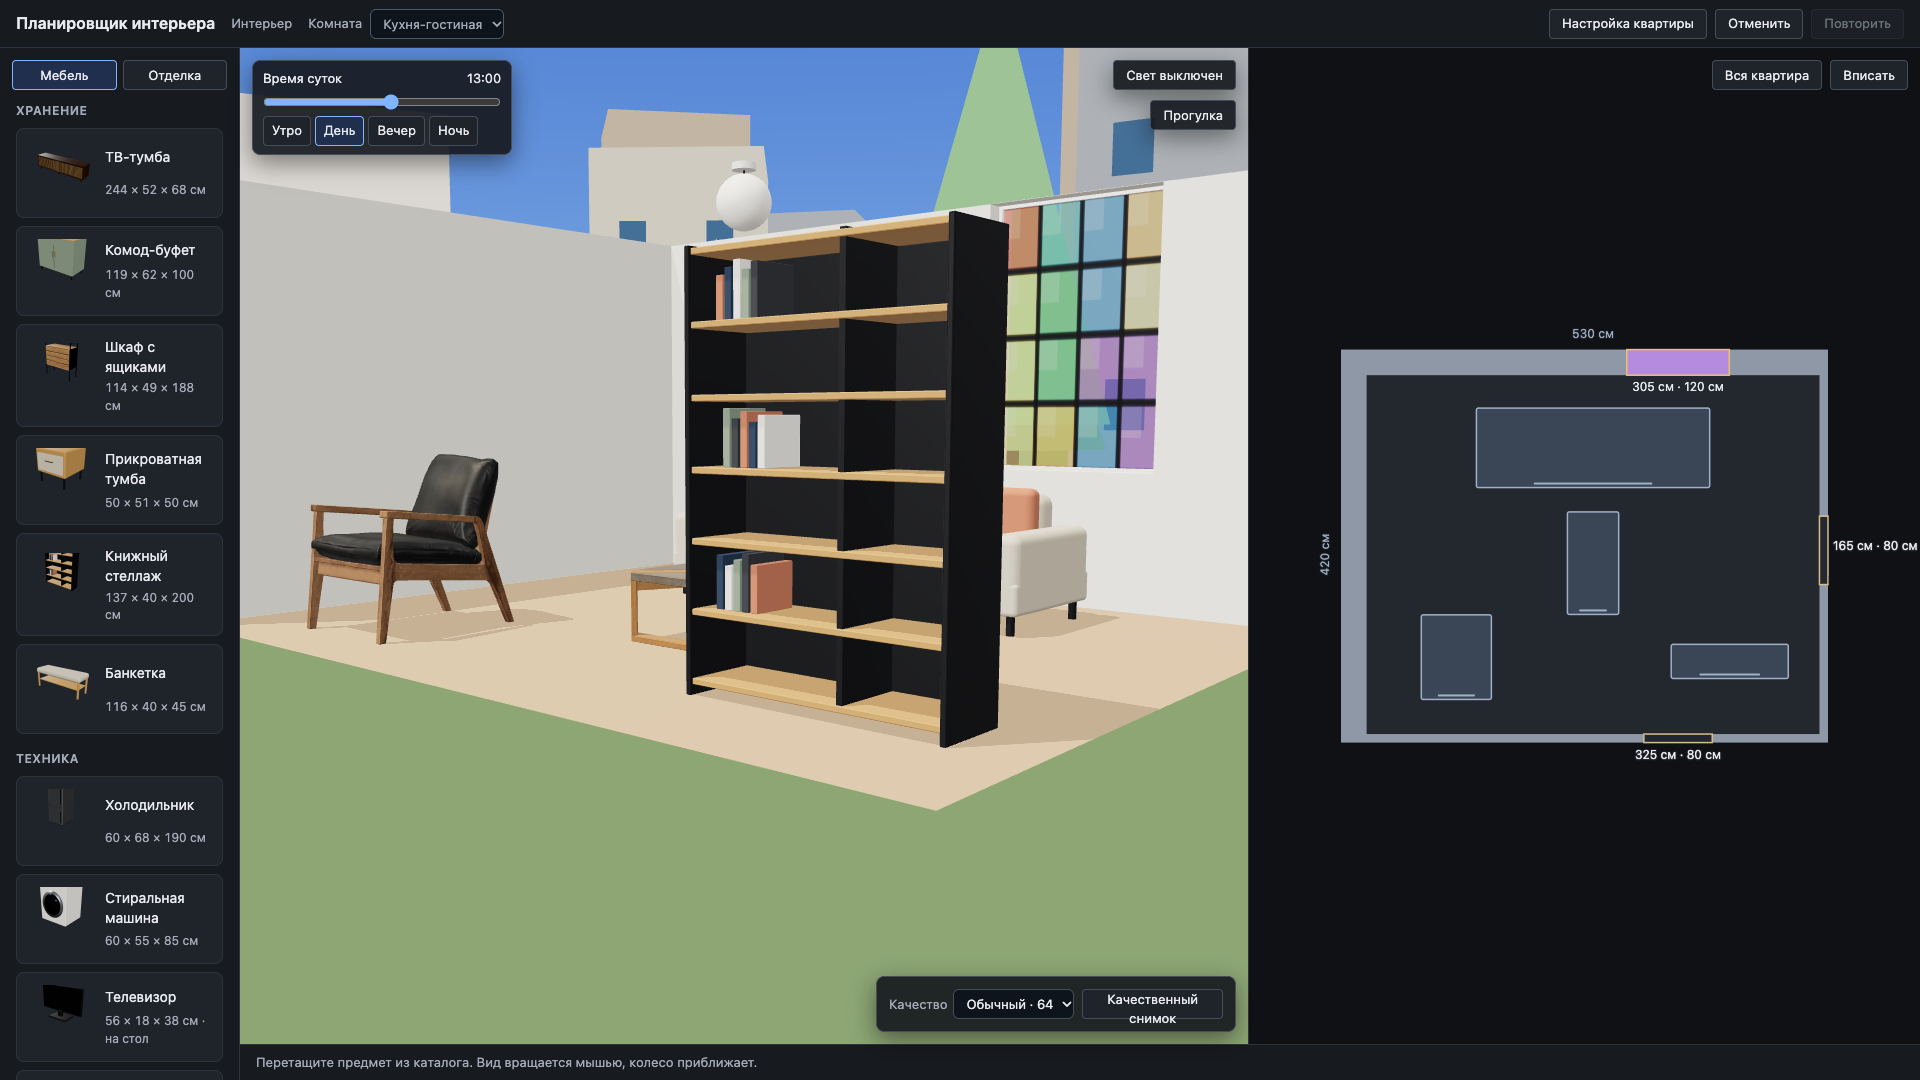 Планировщик интерьера
Интерьер
Комната
Кухня-гостиная
Настройка квартиры
Отменить
Повторить
Мебель
Отделка
ХРАНЕНИЕ
ТВ-тумба
244 × 52 × 68 см
Комод-буфет
119 × 62 × 100
см
Шкаф с
ящиками
114 × 49 × 188
см
Прикроватная
тумба
50 × 51 × 50 см
Книжный
стеллаж
137 × 40 × 200
см
Банкетка
116 × 40 × 45 см
ТЕХНИКА
Холодильник
60 × 68 × 190 см
Стиральная
машина
60 × 55 × 85 см
Телевизор
56 × 18 × 38 см ·
на стол
Время суток
13:00
Утро
День
Вечер
Ночь
Свет выключен
Прогулка
Качество
Обычный · 64
Качественный
снимок
Вся квартира
Вписать
530 см
305 см · 120 см
420 см
165 см · 80 см
325 см · 80 см
Перетащите предмет из каталога. Вид вращается мышью, колесо приближает.